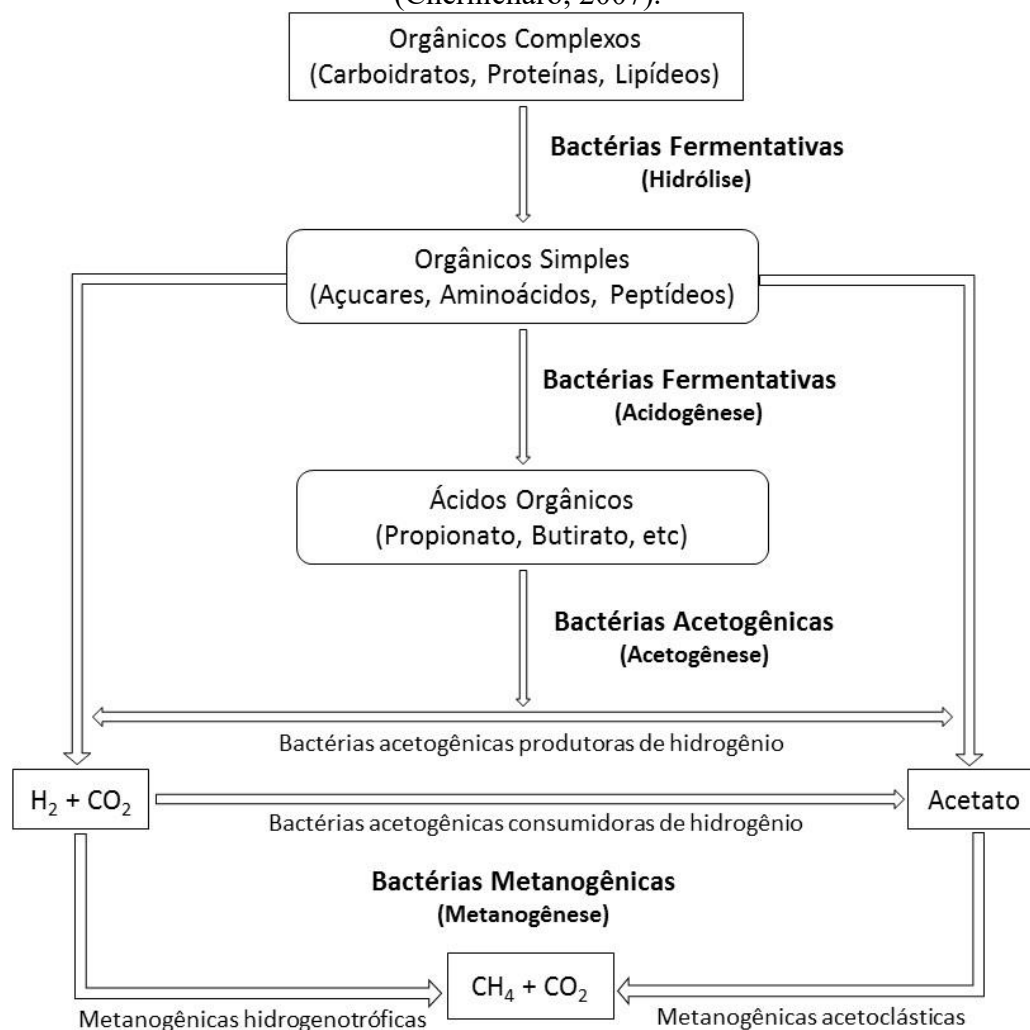 (Chernicharo, 2007).
Orgânicos Complexos
(Carboidratos, Proteínas, Lipídeos)
Bactérias Fermentativas
(Hidrólise)
Orgânicos Simples
(Açucares, Aminoácidos, Peptídeos)
Bactérias Fermentativas
(Acidogênese)
Ácidos Orgânicos
(Propionato, Butirato, etc)
Bactérias Acetogênicas
(Acetogênese)
Bactérias acetogênicas produtoras de hidrogênio
H₂ + CO₂
Acetato
Bactérias acetogênicas consumidoras de hidrogênio
Bactérias Metanogênicas
(Metanogênese)
CH₄ + CO₂
Metanogênicas hidrogenotróficas
Metanogênicas acetoclásticas